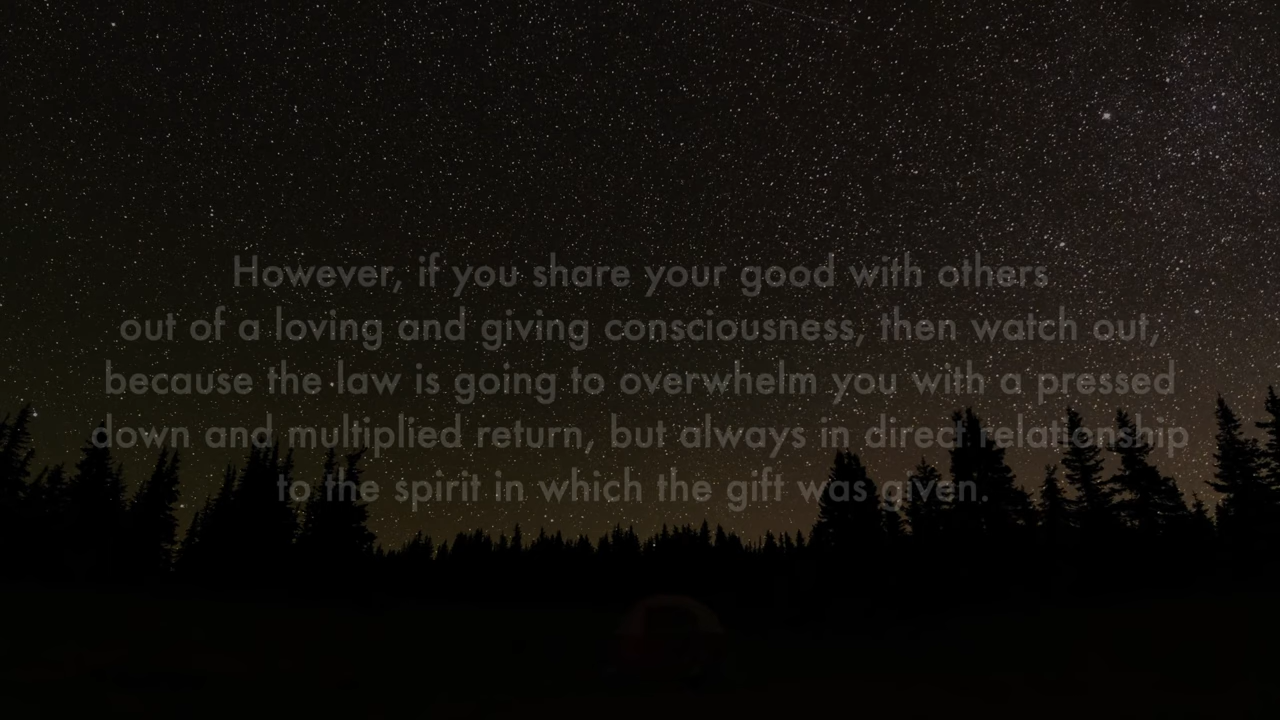 However, if you share your good with others
out of a loving and giving consciousness, then watch out,
because the law is going to overwhelm you with a pressed
down and multiplied return, but always in direct relationship
to the spirit in which the gift was given.